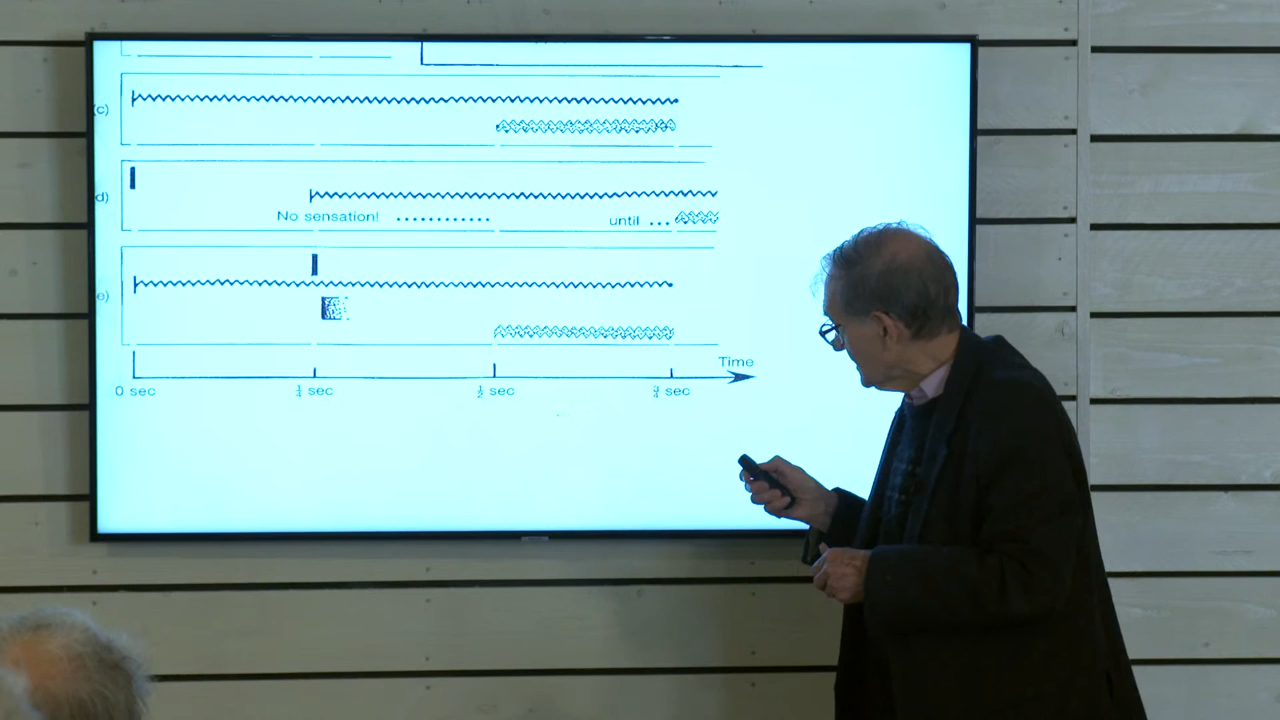 (c)
d)
No sensation! ............ until ...
e)
Time
0 sec ¼ sec ½ sec ¾ sec